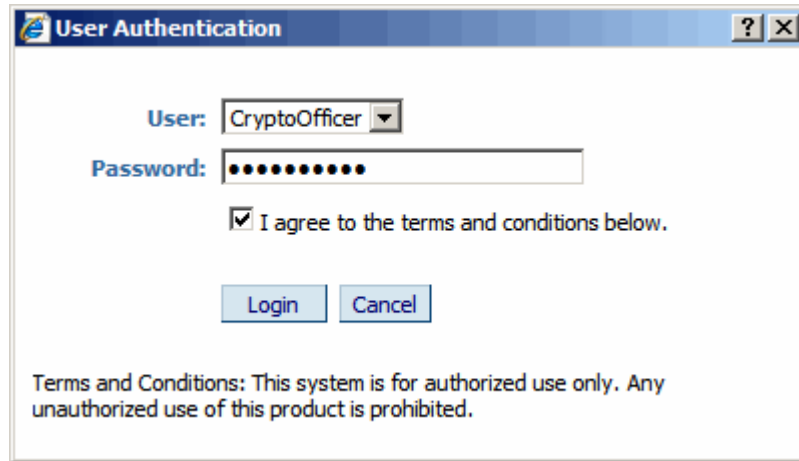 User Authentication
User: CryptoOfficer
Password: ••••••••••
I agree to the terms and conditions below.
Login Cancel
Terms and Conditions: This system is for authorized use only. Any
unauthorized use of this product is prohibited.